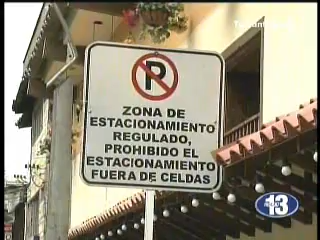 P
ZONA DE
ESTACIONAMIENTO
REGULADO,
PROHIBIDO EL
ESTACIONAMIENTO
FUERA DE CELDAS
13